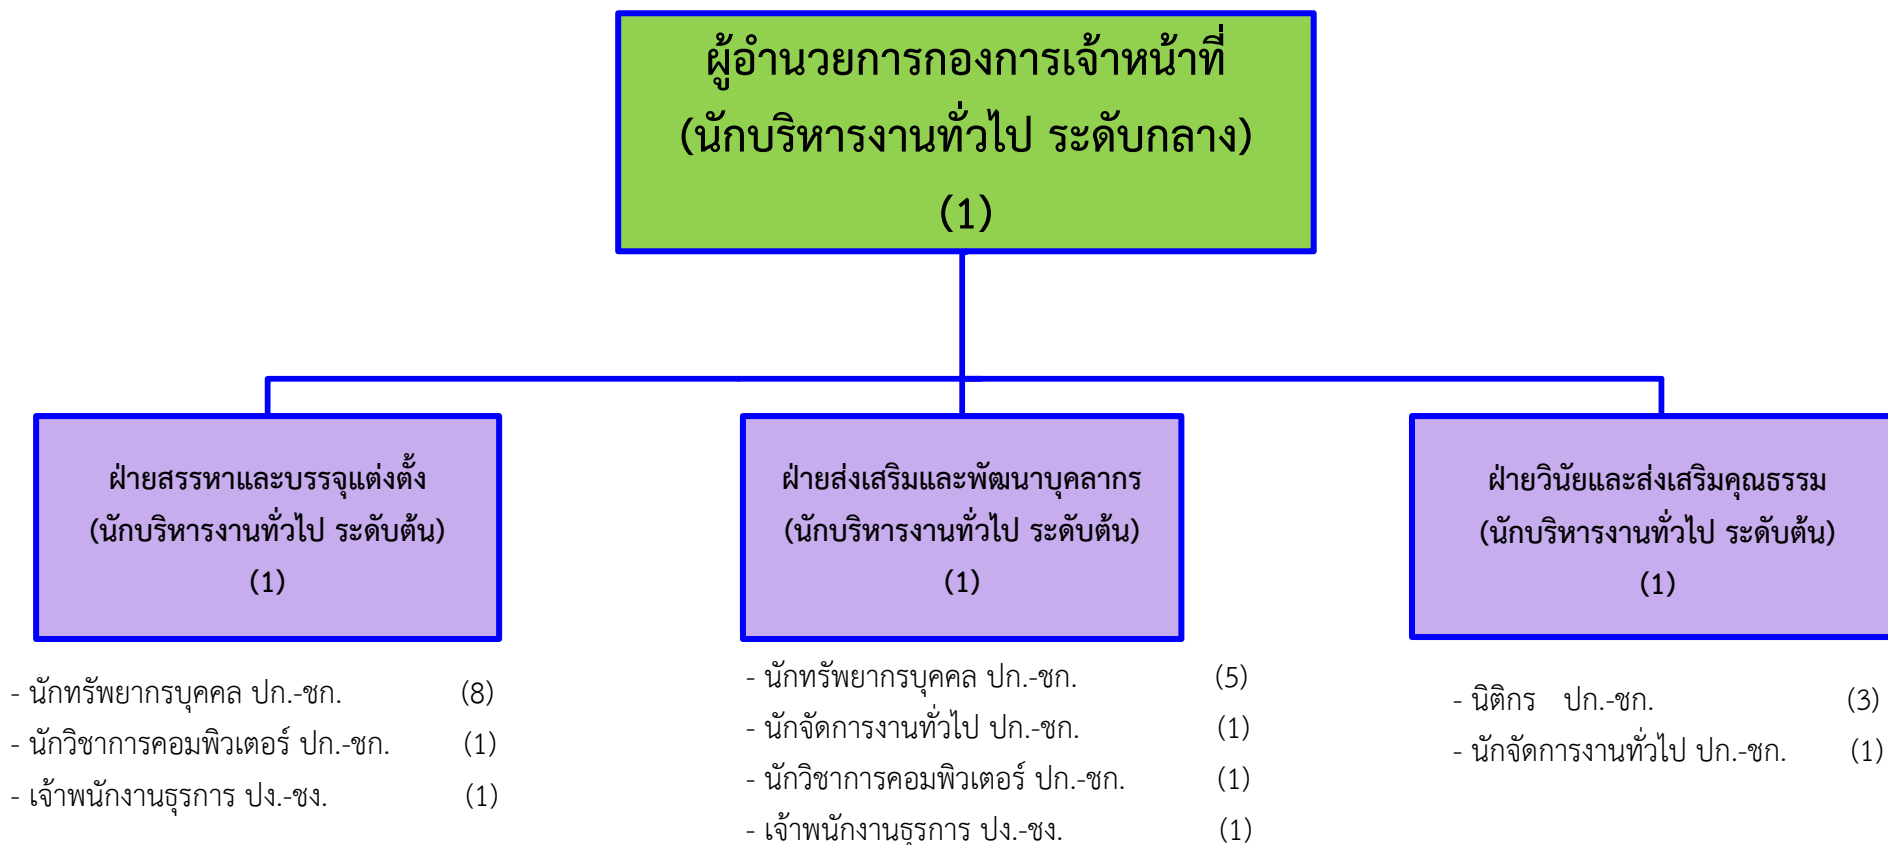 ผู้อำนวยการกองการเจ้าหน้าที่
(นักบริหารงานทั่วไป ระดับกลาง)
(1)
ฝ่ายสรรหาและบรรจุแต่งตั้ง
(นักบริหารงานทั่วไป ระดับต้น)
(1)
- นักทรัพยากรบุคคล ปก.-ชก. (8)
- นักวิชาการคอมพิวเตอร์ ปก.-ชก. (1)
- เจ้าพนักงานธุรการ ปง.-ชง. (1)
ฝ่ายส่งเสริมและพัฒนาบุคลากร
(นักบริหารงานทั่วไป ระดับต้น)
(1)
- นักทรัพยากรบุคคล ปก.-ชก. (5)
- นักจัดการงานทั่วไป ปก.-ชก. (1)
- นักวิชาการคอมพิวเตอร์ ปก.-ชก. (1)
- เจ้าพนักงานธุรการ ปง.-ชง. (1)
ฝ่ายวินัยและส่งเสริมคุณธรรม
(นักบริหารงานทั่วไป ระดับต้น)
(1)
- นิติกร ปก.-ชก. (3)
- นักจัดการงานทั่วไป ปก.-ชก. (1)